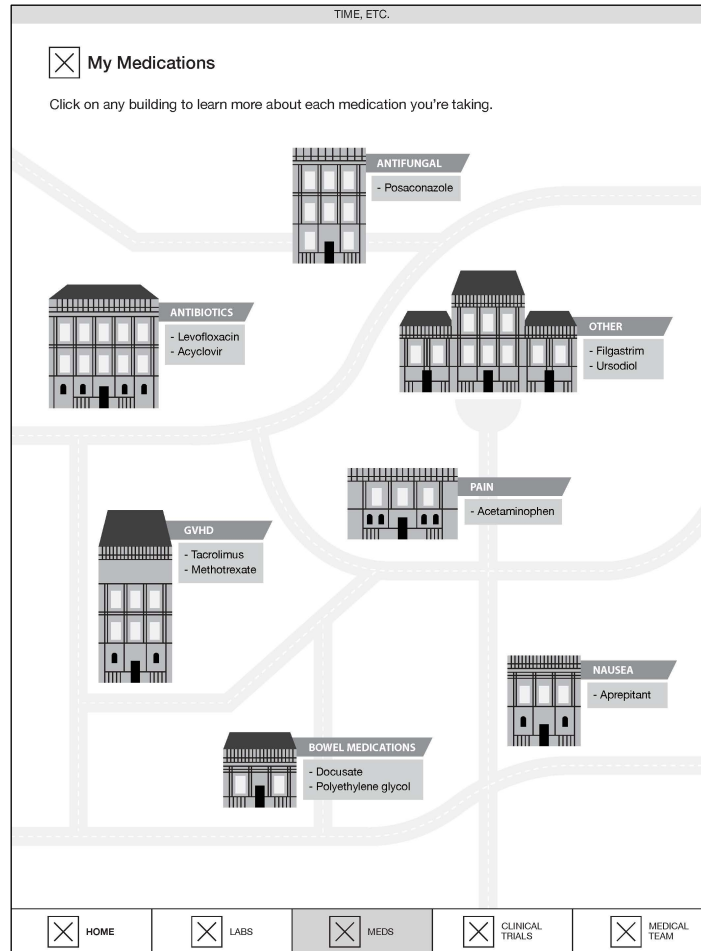 TIME, ETC.
My Medications
Click on any building to learn more about each medication you're taking.
ANTIFUNGAL
- Posaconazole
ANTIBIOTICS
- Levofloxacin
- Acyclovir
OTHER
- Filgastrim
- Ursodiol
PAIN
- Acetaminophen
GVHD
- Tacrolimus
- Methotrexate
NAUSEA
- Aprepitant
BOWEL MEDICATIONS
- Docusate
- Polyethylene glycol
HOME
LABS
MEDS
CLINICAL
TRIALS
MEDICAL
TEAM